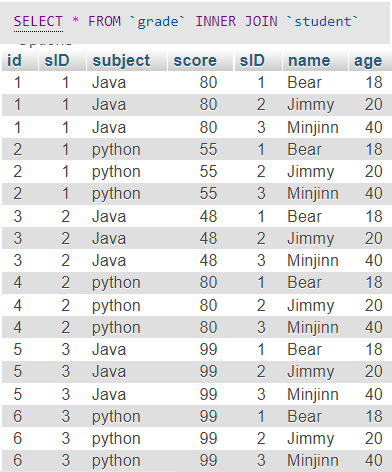 SELECT * FROM `grade` INNER JOIN `student`
id sID subject score sID name age
1 1 Java 80 1 Bear 18
1 1 Java 80 2 Jimmy 20
1 1 Java 80 3 Minjinn 40
2 1 python 55 1 Bear 18
2 1 python 55 2 Jimmy 20
2 1 python 55 3 Minjinn 40
3 2 Java 48 1 Bear 18
3 2 Java 48 2 Jimmy 20
3 2 Java 48 3 Minjinn 40
4 2 python 80 1 Bear 18
4 2 python 80 2 Jimmy 20
4 2 python 80 3 Minjinn 40
5 3 Java 99 1 Bear 18
5 3 Java 99 2 Jimmy 20
5 3 Java 99 3 Minjinn 40
6 3 python 99 1 Bear 18
6 3 python 99 2 Jimmy 20
6 3 python 99 3 Minjinn 40